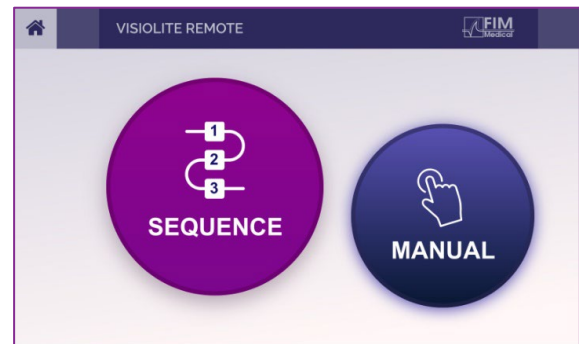 VISIOLITE REMOTE
FIM
Medical
1
2
3
SEQUENCE
MANUAL